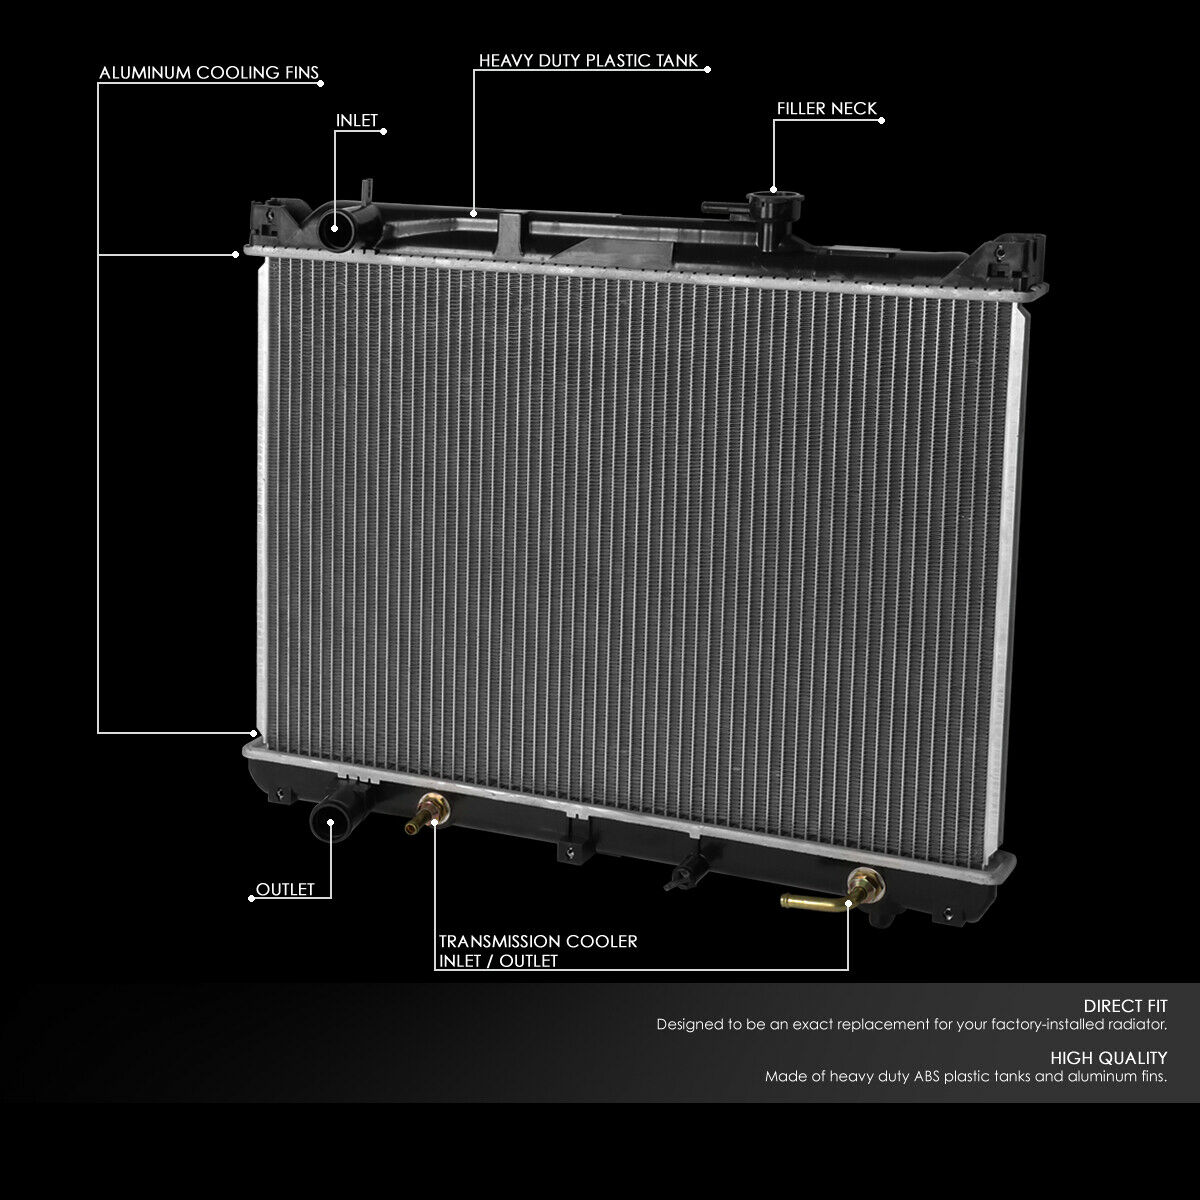 HEAVY DUTY PLASTIC TANK
ALUMINUM COOLING FINS
FILLER NECK
INLET
OUTLET
TRANSMISSION COOLER
INLET / OUTLET
DIRECT FIT
Designed to be an exact replacement for your factory-installed radiator.
HIGH QUALITY
Made of heavy duty ABS plastic tanks and aluminum fins.